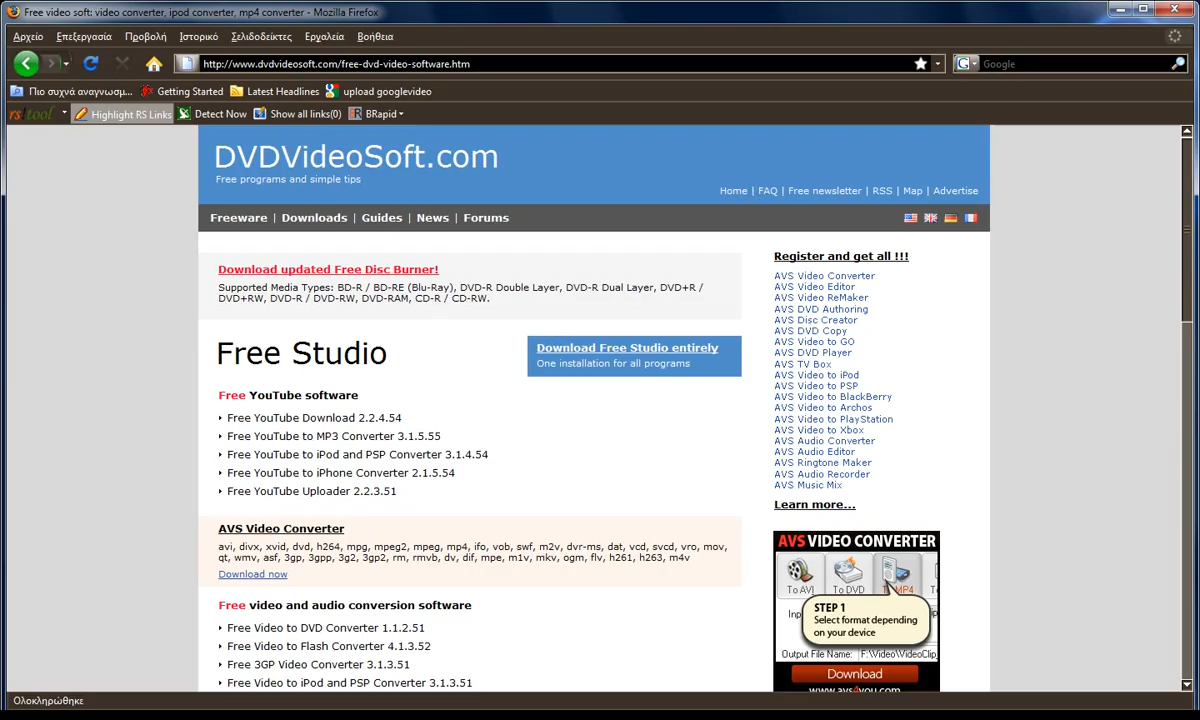 Free video soft: video converter, ipod converter, mp4 converter - Mozilla Firefox
Αρχείο Επεξεργασία Προβολή Ιστορικό Σελιδοδείκτες Εργαλεία Βοήθεια
http://www.dvdvideosoft.com/free-dvd-video-software.htm
Google
Πιο συχνά αναγνωσμ... Getting Started Latest Headlines upload googlevideo
rs tool Highlight RS Links Detect Now Show all links(0) BRapid
DVDVideoSoft.com
Free programs and simple tips
Home | FAQ | Free newsletter | RSS | Map | Advertise
Freeware | Downloads | Guides | News | Forums
Download updated Free Disc Burner!
Supported Media Types: BD-R / BD-RE (Blu-Ray), DVD-R Double Layer, DVD-R Dual Layer, DVD+R /
DVD+RW, DVD-R / DVD-RW, DVD-RAM, CD-R / CD-RW.
Free Studio
Download Free Studio entirely
One installation for all programs
Free YouTube software
Free YouTube Download 2.2.4.54
Free YouTube to MP3 Converter 3.1.5.55
Free YouTube to iPod and PSP Converter 3.1.4.54
Free YouTube to iPhone Converter 2.1.5.54
Free YouTube Uploader 2.2.3.51
AVS Video Converter
avi, divx, xvid, dvd, h264, mpg, mpeg2, mpeg, mp4, ifo, vob, swf, m2v, dvr-ms, dat, vcd, svcd, vro, mov,
qt, wmv, asf, 3gp, 3gpp, 3g2, 3gp2, rm, rmvb, dv, dif, mpe, m1v, mkv, ogm, flv, h261, h263, m4v
Download now
Free video and audio conversion software
Free Video to DVD Converter 1.1.2.51
Free Video to Flash Converter 4.1.3.52
Free 3GP Video Converter 3.1.3.51
Free Video to iPod and PSP Converter 3.1.3.51
Register and get all !!!
AVS Video Converter
AVS Video Editor
AVS Video ReMaker
AVS DVD Authoring
AVS Disc Creator
AVS DVD Copy
AVS Video to GO
AVS DVD Player
AVS TV Box
AVS Video to iPod
AVS Video to PSP
AVS Video to BlackBerry
AVS Video to Archos
AVS Video to PlayStation
AVS Video to Xbox
AVS Audio Converter
AVS Audio Editor
AVS Ringtone Maker
AVS Audio Recorder
AVS Music Mix
Learn more...
AVS VIDEO CONVERTER
To AVI To DVD To MP4
STEP 1
Select format depending
on your device
Output File Name: F:\Video\VideoClip
Download
www.avs4you.com
Ολοκληρώθηκε